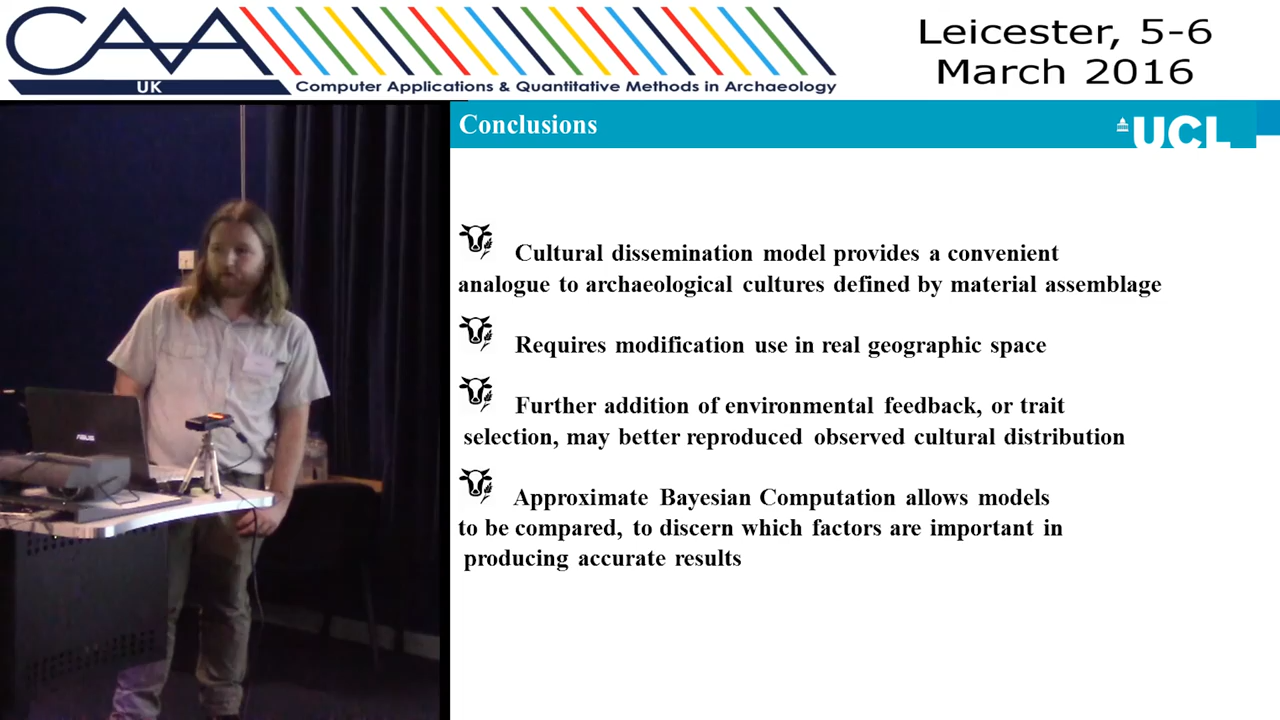 CAA
UK
Computer Applications & Quantitative Methods in Archaeology
Leicester, 5-6
March 2016
Conclusions
UCL
Cultural dissemination model provides a convenient
analogue to archaeological cultures defined by material assemblage
Requires modification use in real geographic space
Further addition of environmental feedback, or trait
selection, may better reproduced observed cultural distribution
Approximate Bayesian Computation allows models
to be compared, to discern which factors are important in
producing accurate results
ASUS